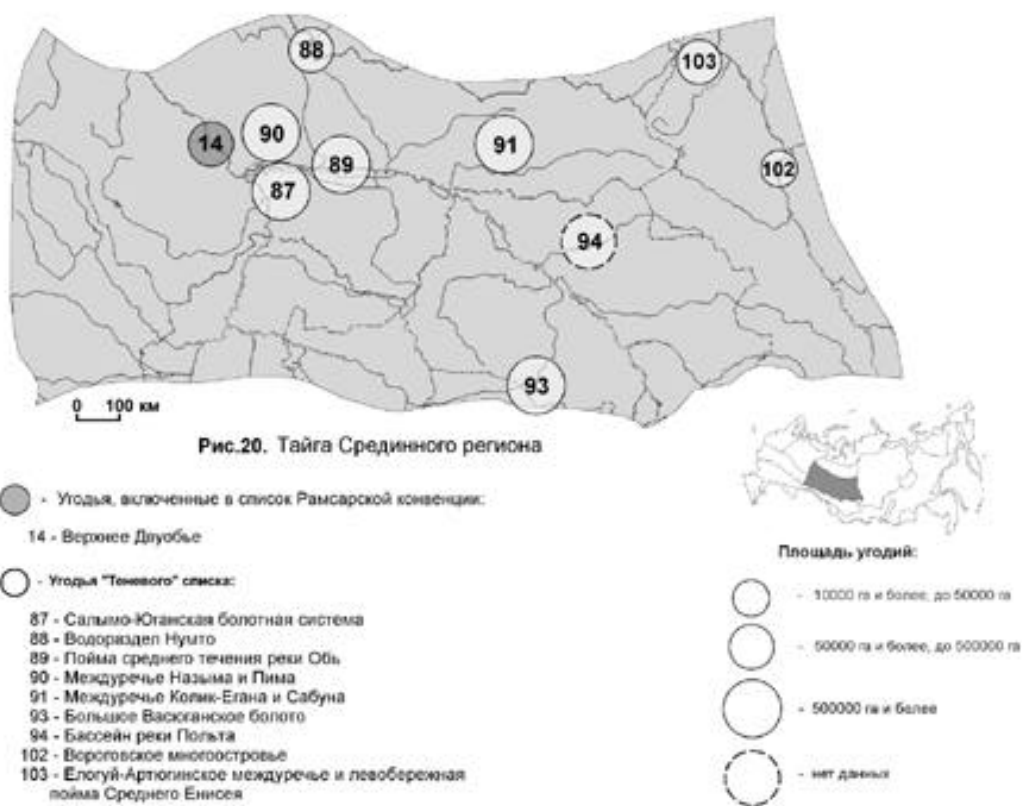 88
103
14
90
89
91
102
87
94
93
0 100 км
Рис.20. Тайга Срединного региона
- Угодья, включенные в список Рамсарской конвенции:
14 - Верхнее Двуобье
- Угодья "Теневого" списка:
87 - Салымо-Юганская болотная система
88 - Водораздел Нумто
89 - Пойма среднего течения реки Обь
90 - Междуречье Назыма и Пима
91 - Междуречье Колик-Егана и Сабуна
93 - Большое Васюганское болото
94 - Бассейн реки Польта
102 - Вороговское многоостровье
103 - Елогуй-Артюгинское междуречье и левобережная
пойма Среднего Енисея
Площадь угодий:
- 10000 га и более, до 50000 га
- 50000 га и более, до 500000 га
- 500000 га и более
- нет данных